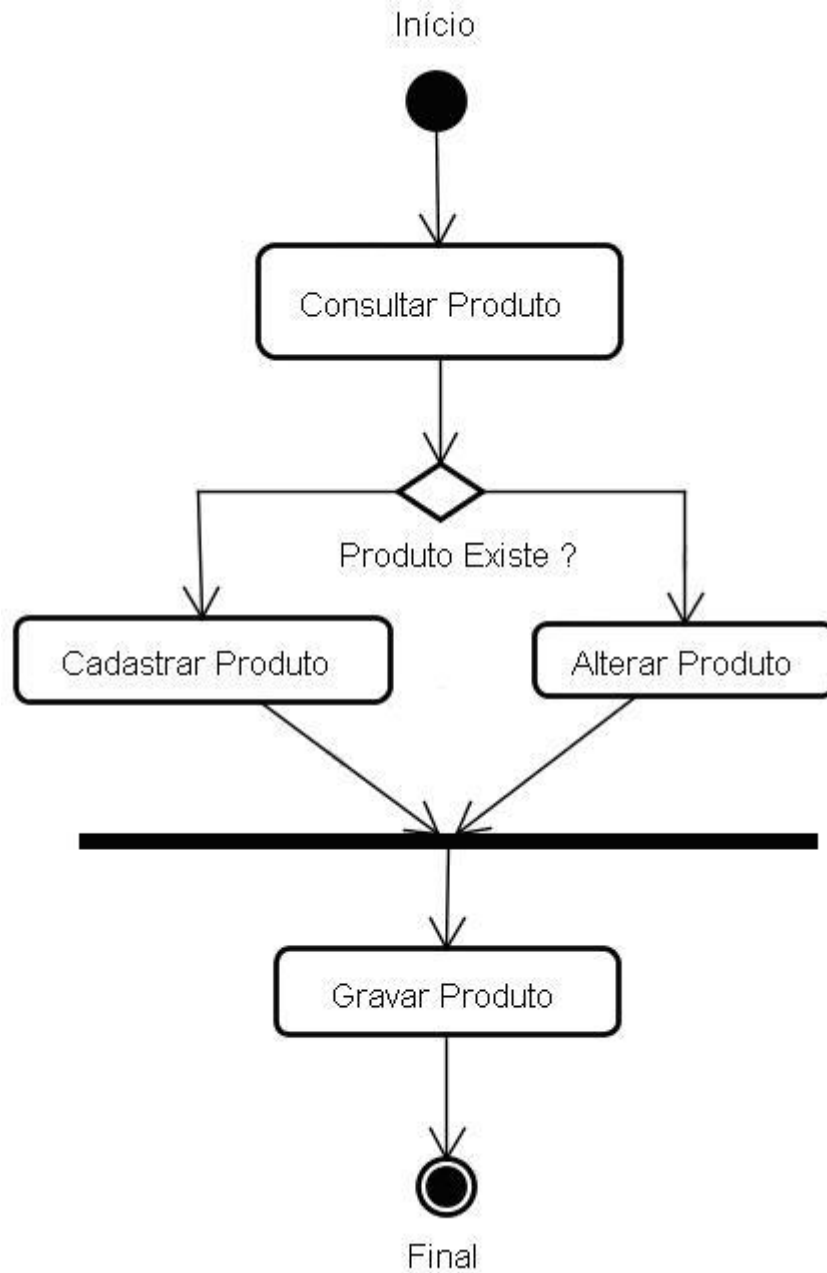 Início
Consultar Produto
Produto Existe ?
Cadastrar Produto
Alterar Produto
Gravar Produto
Final